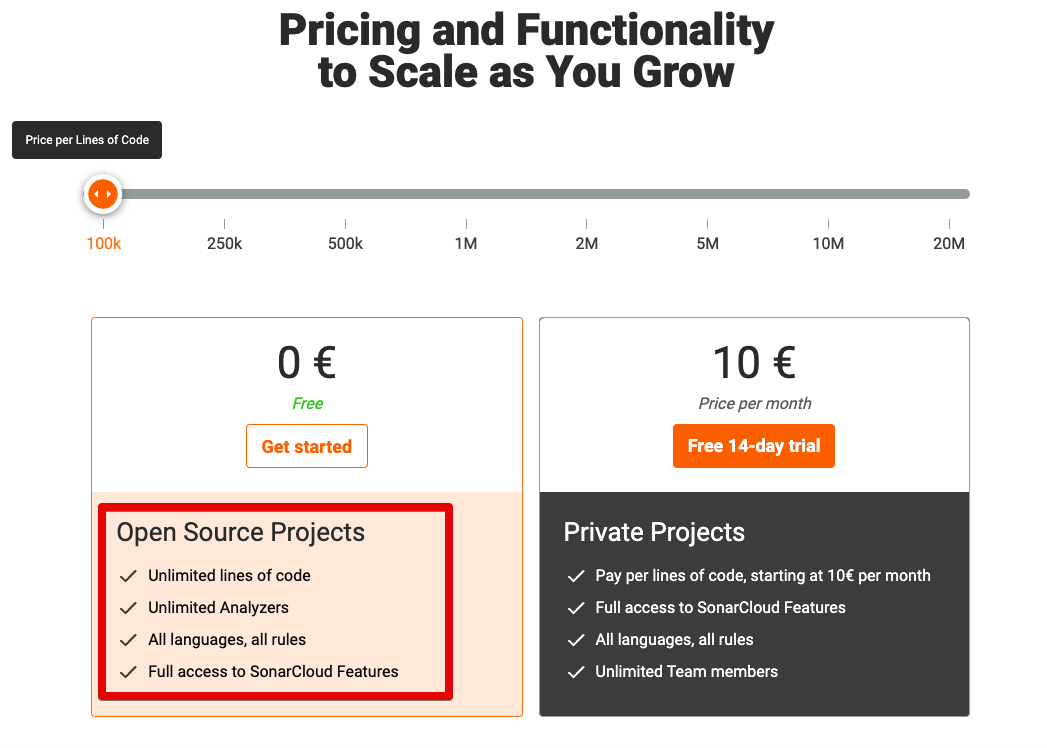 Pricing and Functionality
to Scale as You Grow
Price per Lines of Code
100k 250k 500k 1M 2M 5M 10M 20M
0 €
Free
Get started
Open Source Projects
Unlimited lines of code
Unlimited Analyzers
All languages, all rules
Full access to SonarCloud Features
10 €
Price per month
Free 14-day trial
Private Projects
Pay per lines of code, starting at 10€ per month
Full access to SonarCloud Features
All languages, all rules
Unlimited Team members